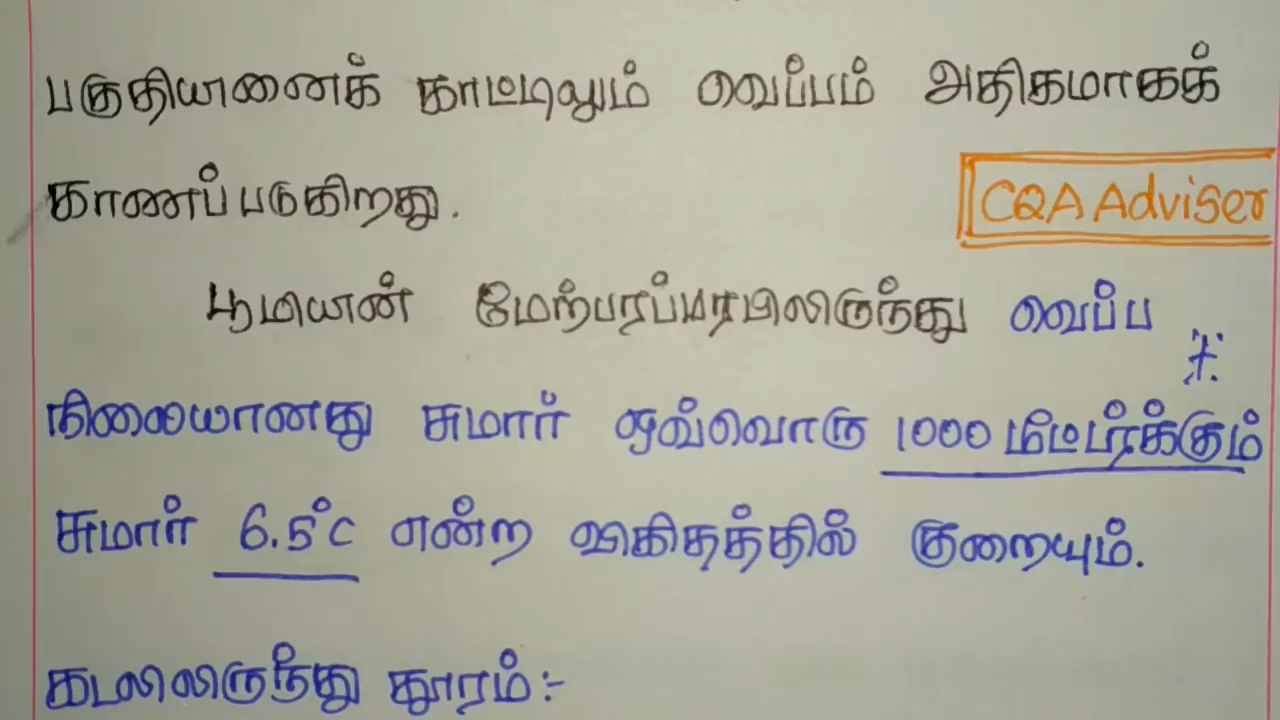 பகுதியானைக் காட்டிலும் வெப்பம் அதிகமாகக்
காணப்படுகிறது.
CQA Adviser
பூமியின் மேற்பரப்பரபிலிருந்து வெப்ப
நிலையானது சுமார் ஒவ்வொரு 1000 மீட்டர்க்கும்
சுமார் 6.5°C என்ற விகிதத்தில் குறையும்.
கடலிலிருந்து தூரம்:-